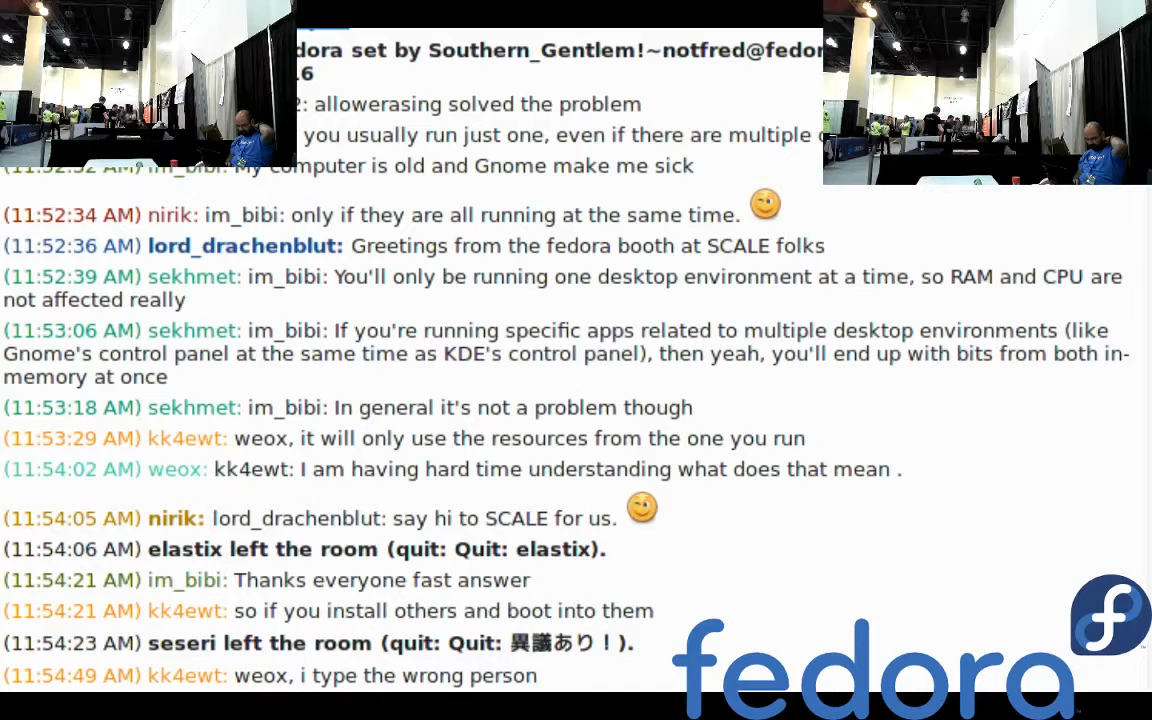 dora set by Southern_Gentlem!~notfred@fedor
16
2: allowerasing solved the problem
you usually run just one, even if there are multiple
(11:52:32 AM) im_bibi: My computer is old and Gnome make me sick
(11:52:34 AM) nirik: im_bibi: only if they are all running at the same time.
(11:52:36 AM) lord_drachenblut: Greetings from the fedora booth at SCALE folks
(11:52:39 AM) sekhmet: im_bibi: You'll only be running one desktop environment at a time, so RAM and CPU are
not affected really
(11:53:06 AM) sekhmet: im_bibi: If you're running specific apps related to multiple desktop environments (like
Gnome's control panel at the same time as KDE's control panel), then yeah, you'll end up with bits from both in-
memory at once
(11:53:18 AM) sekhmet: im_bibi: In general it's not a problem though
(11:53:29 AM) kk4ewt: weox, it will only use the resources from the one you run
(11:54:02 AM) weox: kk4ewt: I am having hard time understanding what does that mean .
(11:54:05 AM) nirik: lord_drachenblut: say hi to SCALE for us.
(11:54:06 AM) elastix left the room (quit: Quit: elastix).
(11:54:21 AM) im_bibi: Thanks everyone fast answer
(11:54:21 AM) kk4ewt: so if you install others and boot into them
(11:54:23 AM) seseri left the room (quit: Quit: 異議あり！).
(11:54:49 AM) kk4ewt: weox, i type the wrong person
fedora